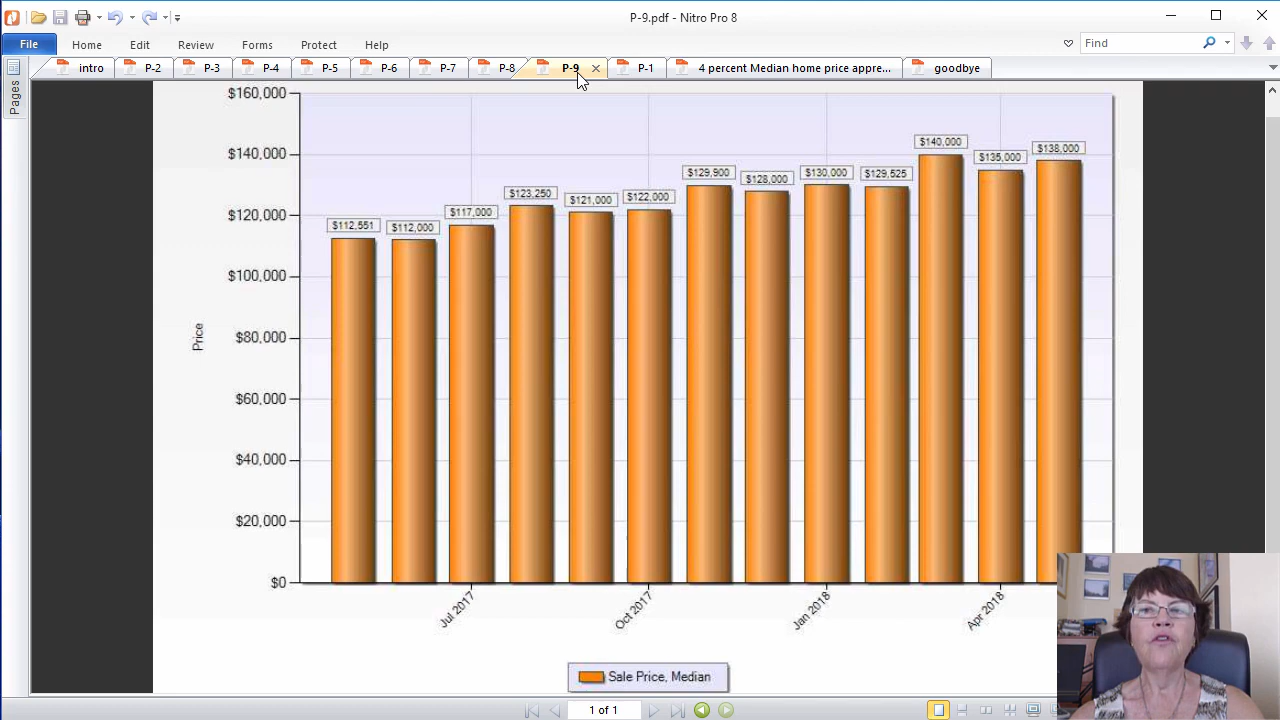 P-9.pdf - Nitro Pro 8
File Home Edit Review Forms Protect Help Find
intro P-2 P-3 P-4 P-5 P-6 P-7 P-8 P-9 P-1 4 percent Median home price appre... goodbye
Pages
$160,000
$140,000
$120,000
$100,000
$80,000
$60,000
$40,000
$20,000
$0
Price
$112,551 $112,000 $117,000 $123,250 $121,000 $122,000 $129,900 $128,000 $130,000 $129,525 $140,000 $135,000 $138,000
Jul 2017 Oct 2017 Jan 2018 Apr 2018
Sale Price, Median
1 of 1